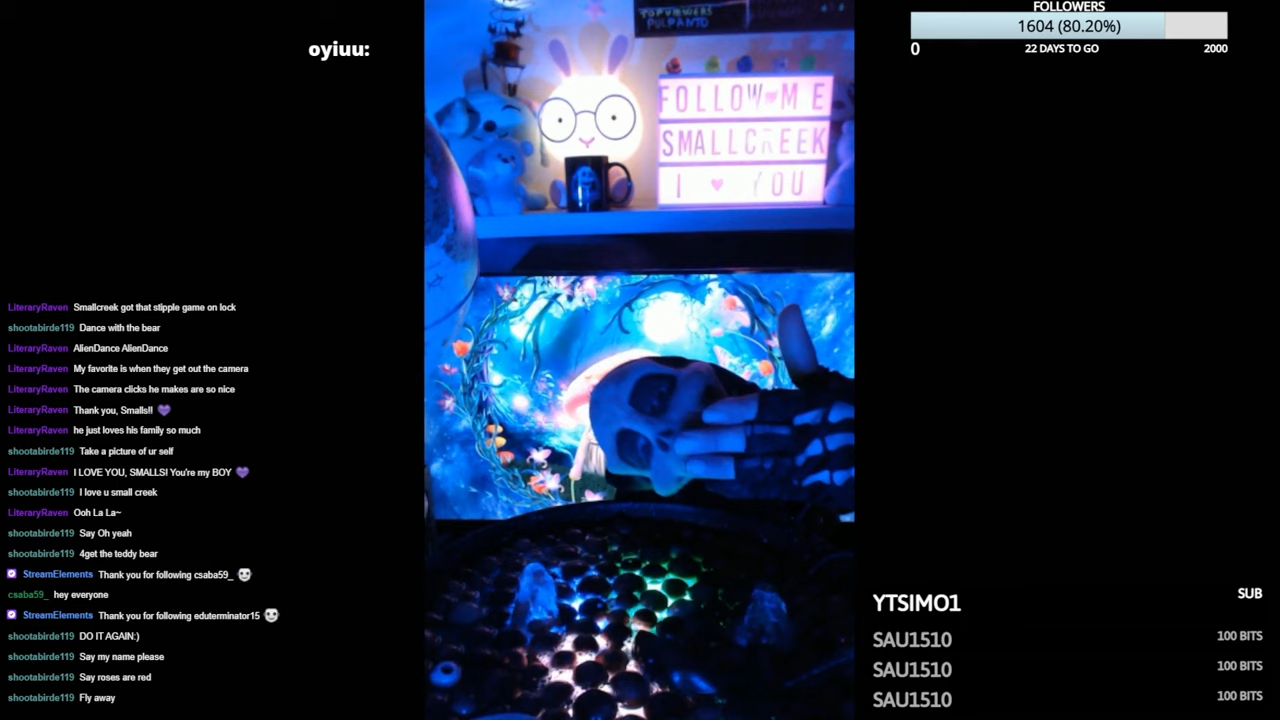 oyiuu:
LiteraryRaven Smallcreek got that stipple game on lock
shootabirde119 Dance with the bear
LiteraryRaven AlienDance AlienDance
LiteraryRaven My favorite is when they get out the camera
LiteraryRaven The camera clicks he makes are so nice
LiteraryRaven Thank you, Smalls!! 💜
LiteraryRaven he just loves his family so much
shootabirde119 Take a picture of ur self
LiteraryRaven I LOVE YOU, SMALLS! You're my BOY 💜
shootabirde119 I love u small creek
LiteraryRaven Ooh La La~
shootabirde119 Say Oh yeah
shootabirde119 4get the teddy bear
StreamElements Thank you for following csaba59_
csaba59_ hey everyone
StreamElements Thank you for following eduterminator15
shootabirde119 DO IT AGAIN:)
shootabirde119 Say my name please
shootabirde119 Say roses are red
shootabirde119 Fly away
FOLLOW ♥ ME
SMALLCREEK
I ♥ YOU
FOLLOWERS
1604 (80.20%)
0 22 DAYS TO GO 2000
YTSIMO1 SUB
SAU1510 100 BITS
SAU1510 100 BITS
SAU1510 100 BITS